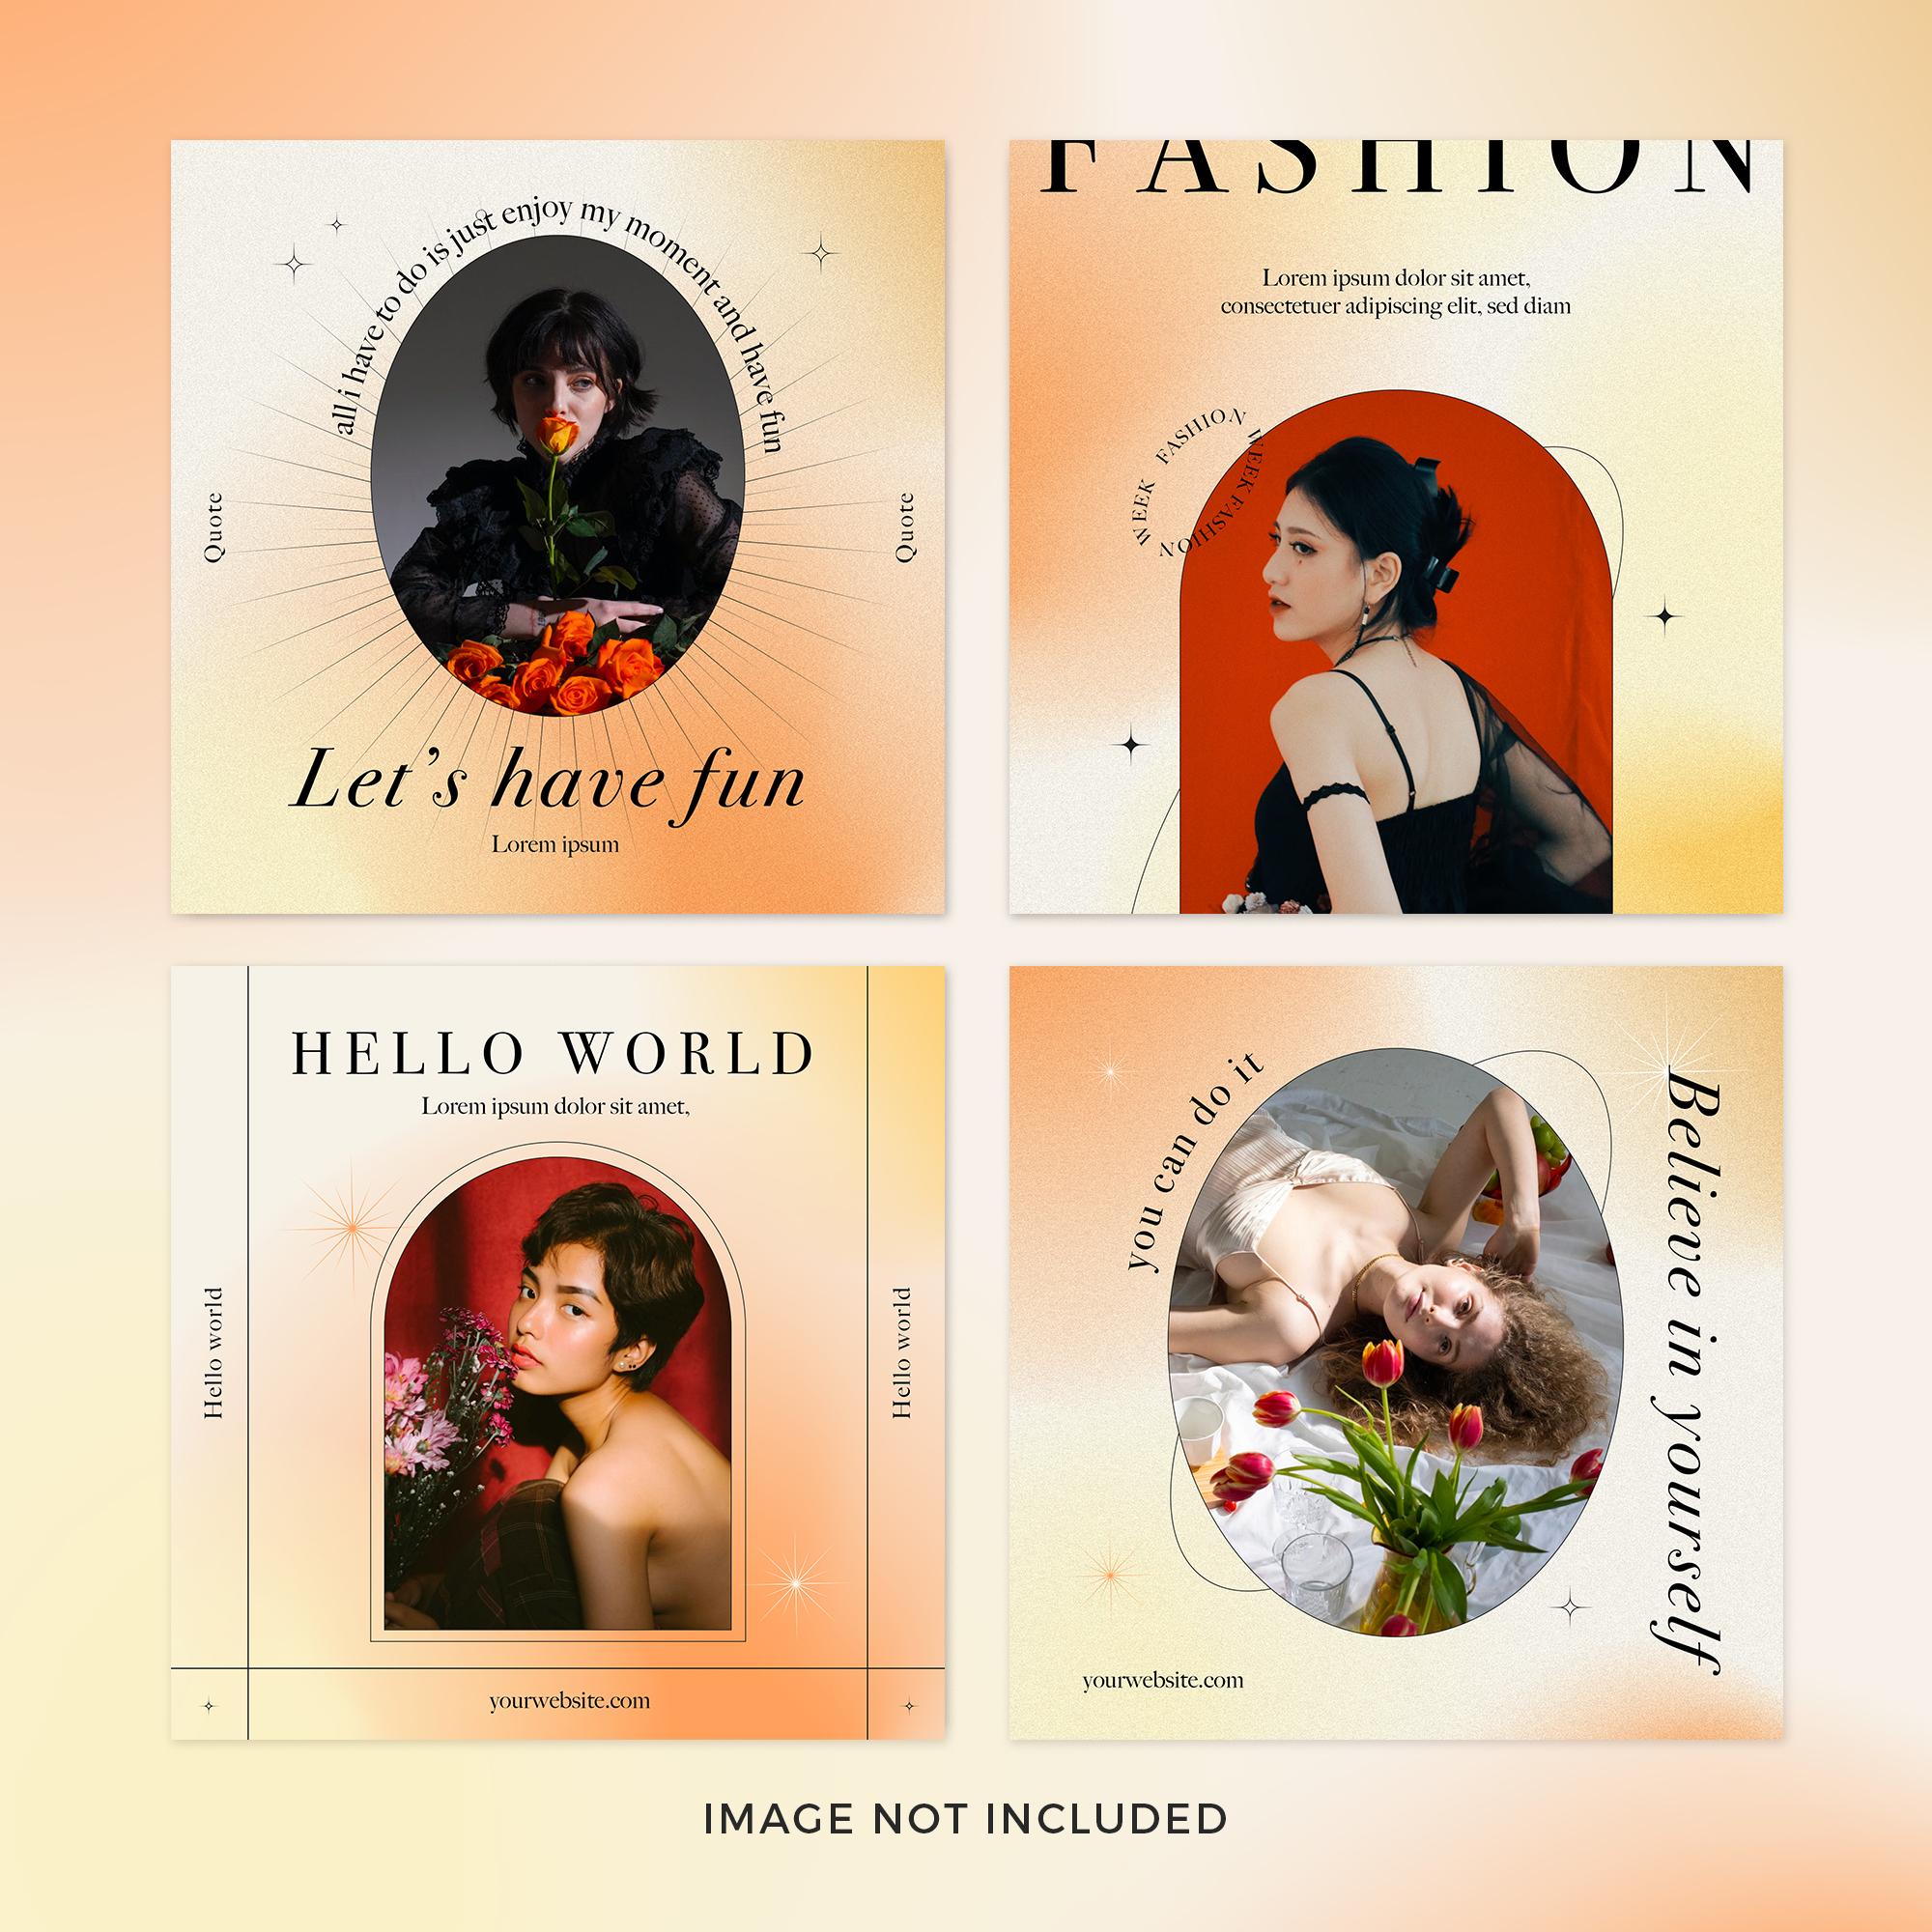 all i have to do is just enjoy my moment and have fun
Quote
Quote
Let's have fun
Lorem ipsum
FASHION
Lorem ipsum dolor sit amet,
consectetuer adipiscing elit, sed diam
FASHION WEEK FASHION WEEK
HELLO WORLD
Lorem ipsum dolor sit amet,
Hello world
Hello world
yourwebsite.com
you can do it
Believe in yourself
yourwebsite.com
IMAGE NOT INCLUDED